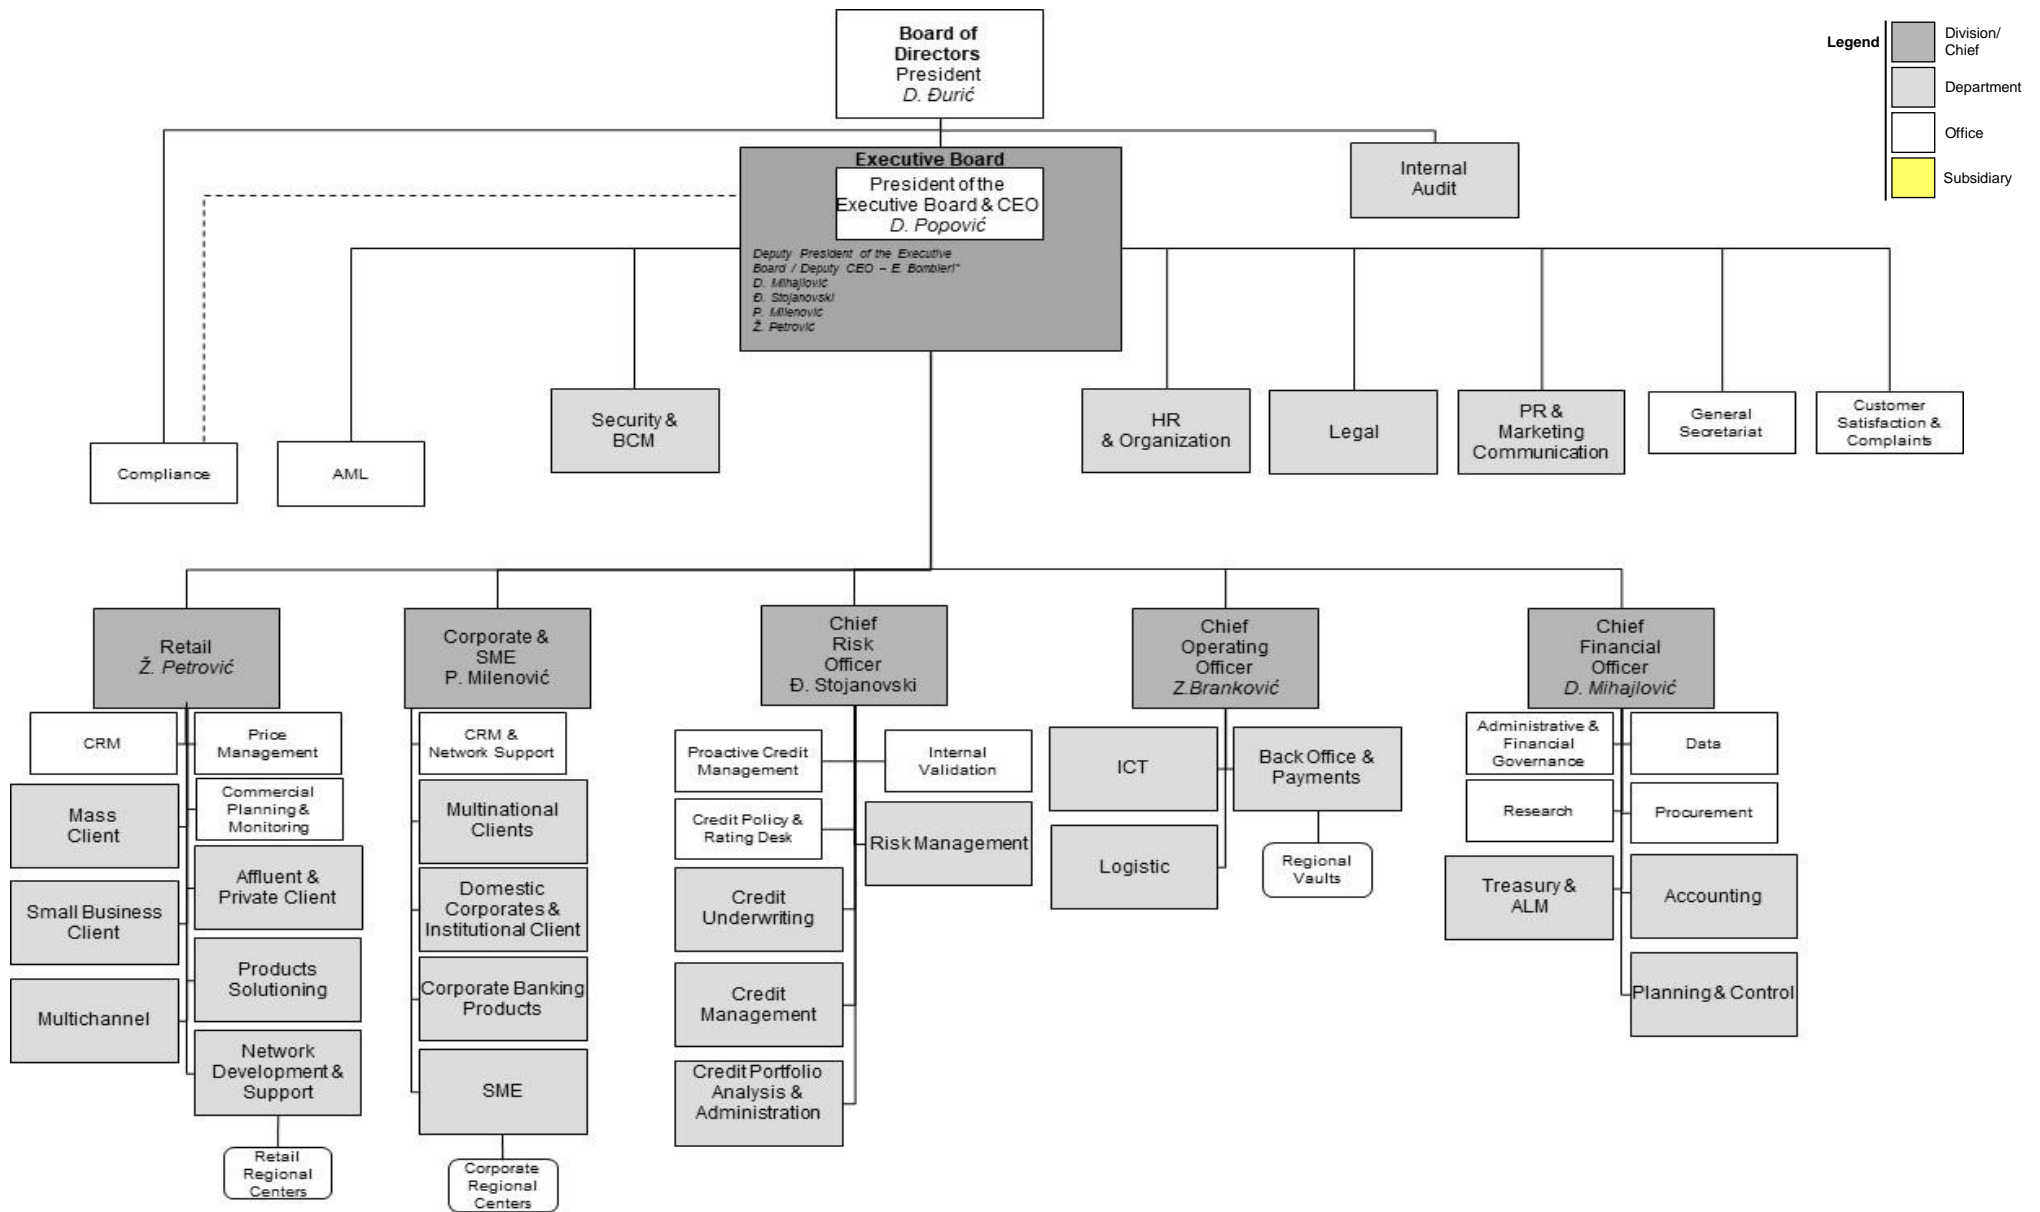 Board of
Directors
President
D. Đurić
Legend
Division/
Chief
Department
Office
Subsidiary
Executive Board
President of the
Executive Board & CEO
D. Popović
Deputy President of the Executive
Board / Deputy CEO – E. Bombieri*
D. Mihajlović
Đ. Stojanovski
P. Milenović
Ž. Petrović
Internal
Audit
Compliance
AML
Security &
BCM
HR
& Organization
Legal
PR &
Marketing
Communication
General
Secretariat
Customer
Satisfaction &
Complaints
Retail
Ž. Petrović
CRM
Price
Management
Mass
Client
Commercial
Planning &
Monitoring
Small Business
Client
Affluent &
Private Client
Multichannel
Products
Solutioning
Network
Development &
Support
Retail
Regional
Centers
Corporate &
SME
P. Milenović
CRM &
Network Support
Multinational
Clients
Domestic
Corporates &
Institutional Client
Corporate Banking
Products
SME
Corporate
Regional
Centers
Chief
Risk
Officer
Đ. Stojanovski
Proactive Credit
Management
Internal
Validation
Credit Policy &
Rating Desk
Risk Management
Credit
Underwriting
Credit
Management
Credit Portfolio
Analysis &
Administration
Chief
Operating
Officer
Z.Branković
ICT
Back Office &
Payments
Logistic
Regional
Vaults
Chief
Financial
Officer
D. Mihajlović
Administrative &
Financial
Governance
Data
Research
Procurement
Treasury &
ALM
Accounting
Planning & Control